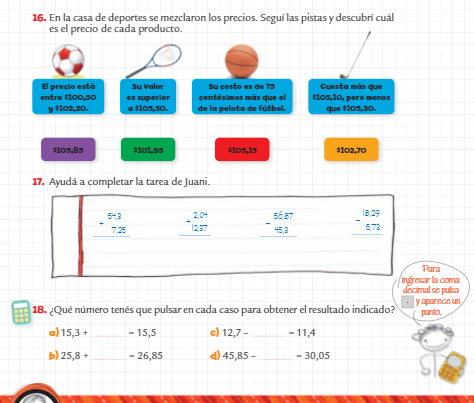 16. En la casa de deportes se mezclaron los precios. Seguí las pistas y descubrí cuál
es el precio de cada producto.
El precio está
entre $100,50
y $102,20.
Su valor
es superior
a $105,50.
Su costo es de 75
centésimos más que el
de la pelota de fútbol.
Cuesta más que
$105,10, pero menos
que $105,30.
$105,85
$101,95
$105,15
$102,70
17. Ayudá a completar la tarea de Juani.
54,3
+
7,25
2,04
+
12,37
56,87
-
45,3
18,29
-
5,73
Para
ingresar la coma
decimal se pulsa
. y aparece un
punto.
18. ¿Qué número tenés que pulsar en cada caso para obtener el resultado indicado?
a) 15,3 + ______ = 15,5
c) 12,7 - ______ = 11,4
b) 25,8 + ______ = 26,85
d) 45,85 - ______ = 30,05